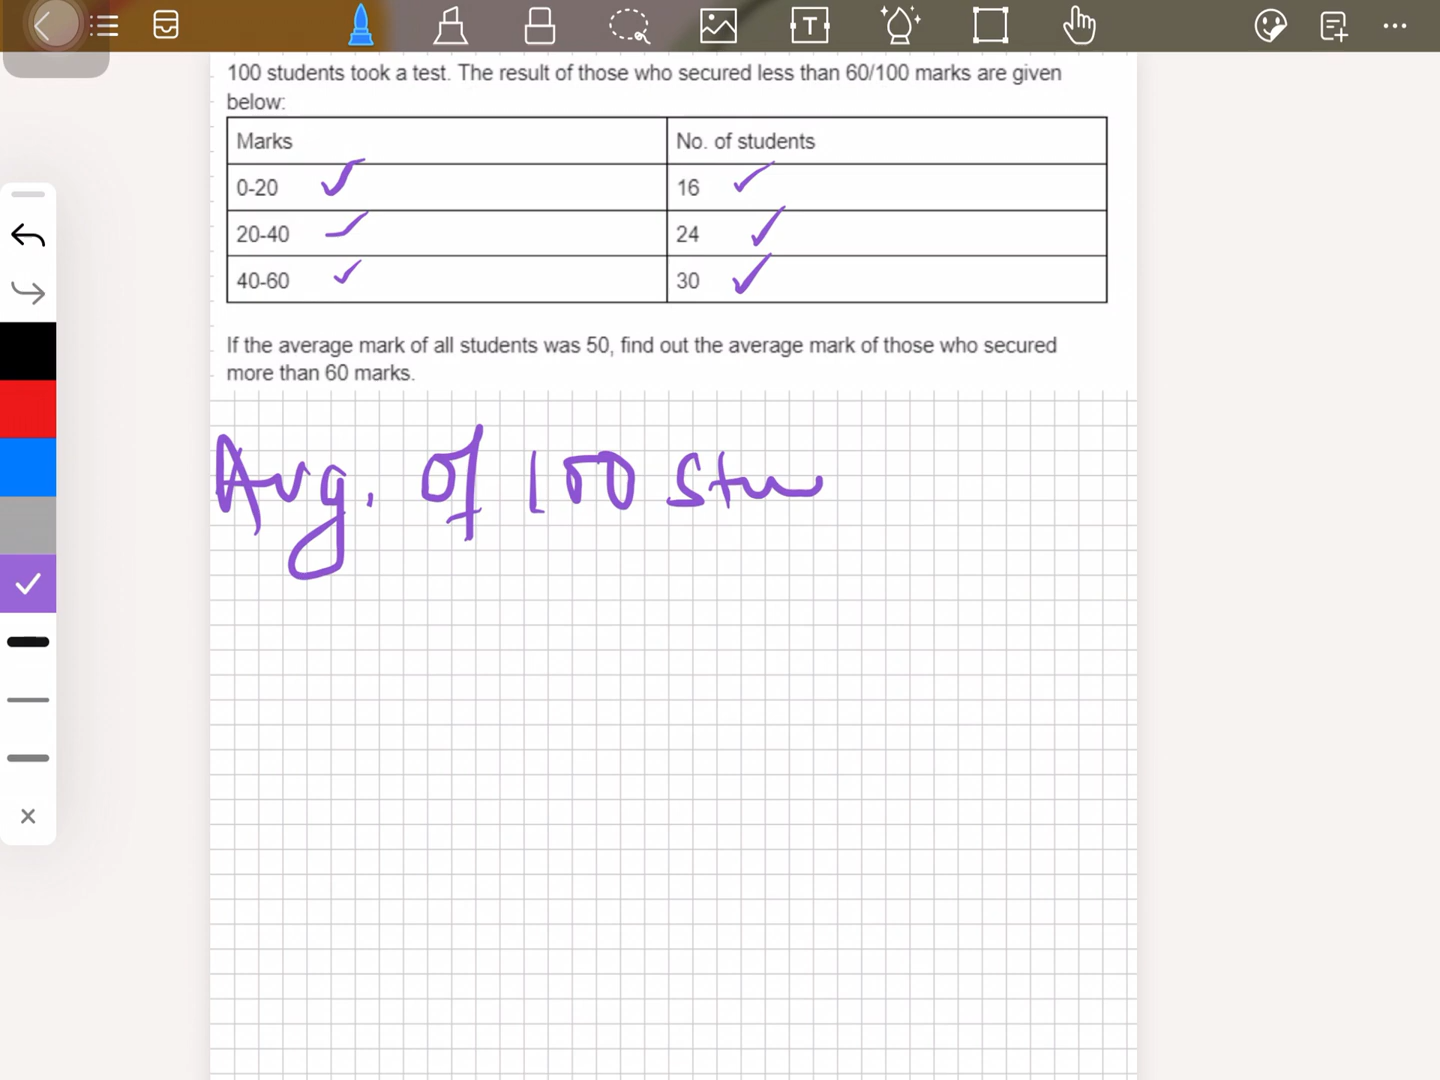 100 students took a test. The result of those who secured less than 60/100 marks are given
below:
Marks No. of students
0-20 16
20-40 24
40-60 30
If the average mark of all students was 50, find out the average mark of those who secured
more than 60 marks.
Avg. of 100 Stu